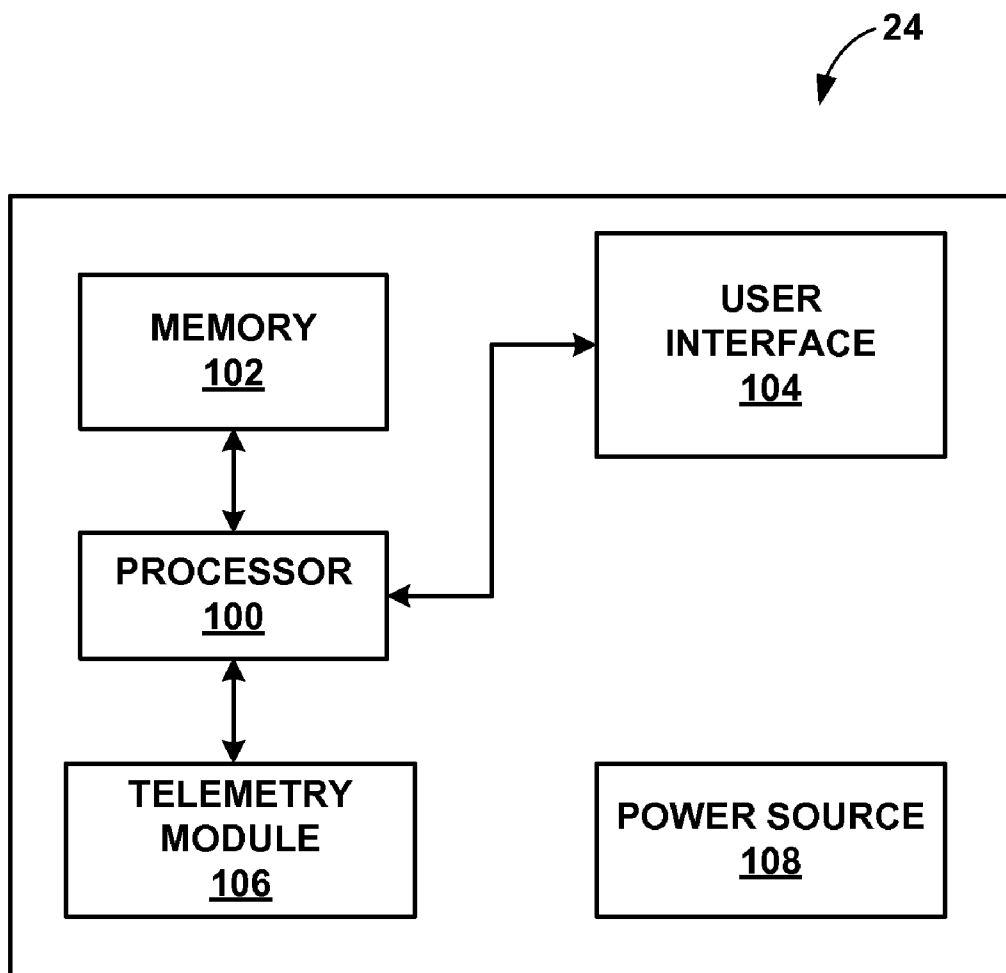 24
MEMORY
102
USER
INTERFACE
104
PROCESSOR
100
TELEMETRY
MODULE
106
POWER SOURCE
108